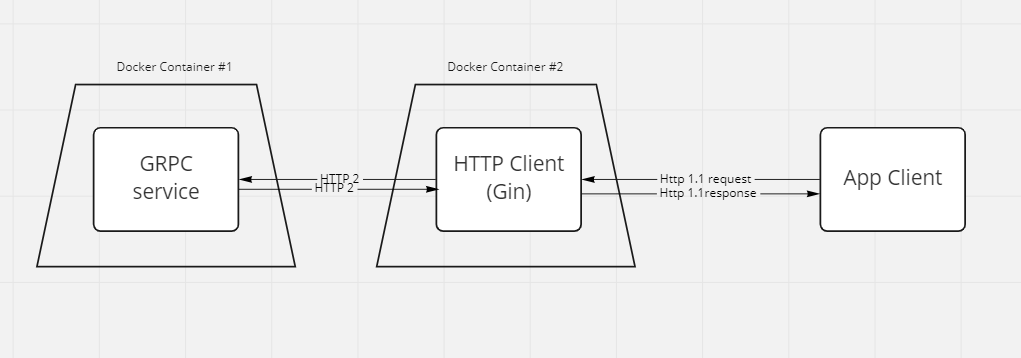 Docker Container #1
Docker Container #2
GRPC
service
HTTP 2
HTTP 2
HTTP Client
(Gin)
Http 1.1 request
Http 1.1response
App Client